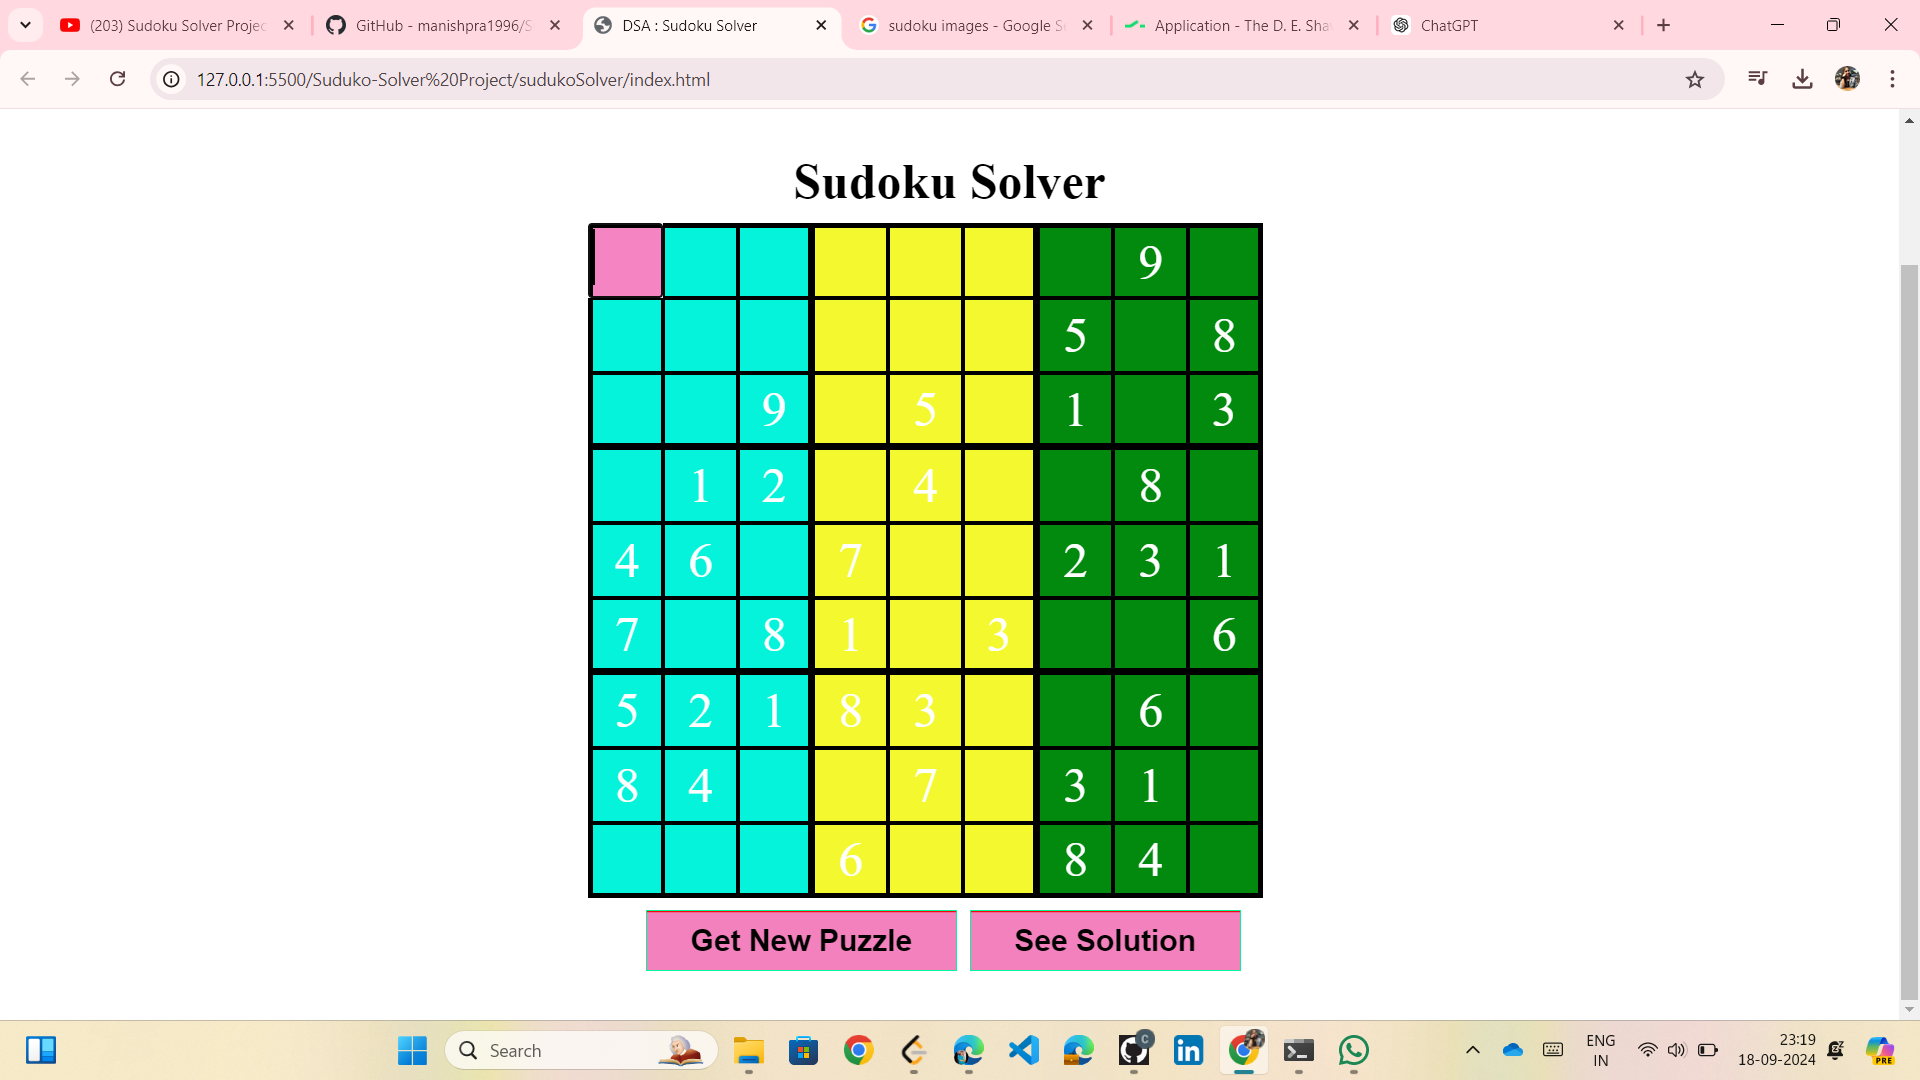 (203) Sudoku Solver Projec
GitHub - manishpra1996/S
DSA : Sudoku Solver
sudoku images - Google Se
Application - The D. E. Sha
ChatGPT
127.0.0.1:5500/Suduko-Solver%20Project/sudukoSolver/index.html
Sudoku Solver
9
5 8
9 5 1 3
1 2 4 8
4 6 7 2 3 1
7 8 1 3 6
5 2 1 8 3 6
8 4 7 3 1
6 8 4
Get New Puzzle See Solution
Search
ENG
IN
23:19
18-09-2024
PRE